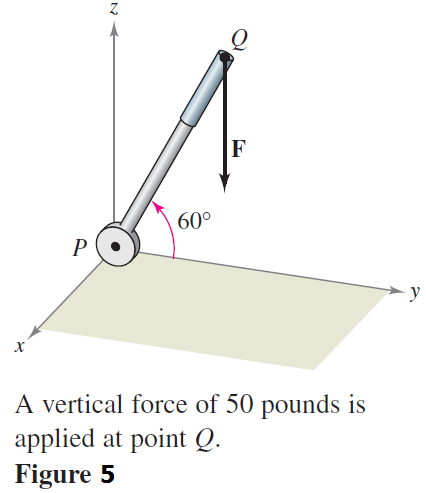 z
Q
F
60°
P
y
x
A vertical force of 50 pounds is
applied at point Q.
Figure 5